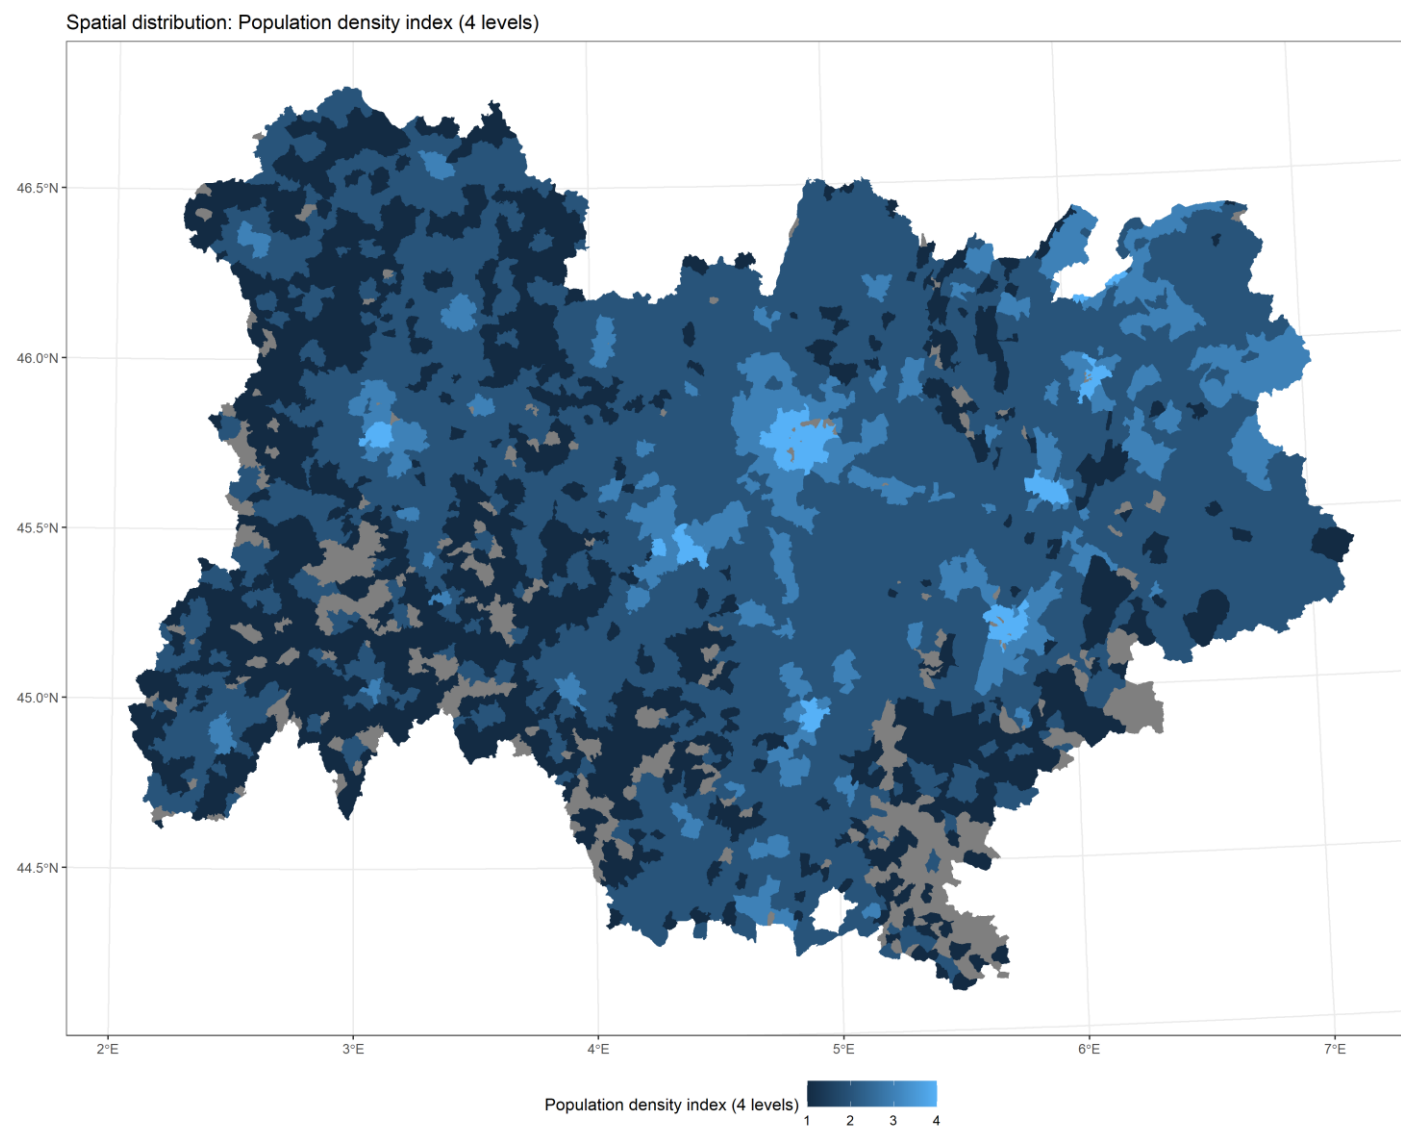 Spatial distribution: Population density index (4 levels)
46.5°N
46.0°N
45.5°N
45.0°N
44.5°N
2°E 3°E 4°E 5°E 6°E 7°E
Population density index (4 levels)
1 2 3 4